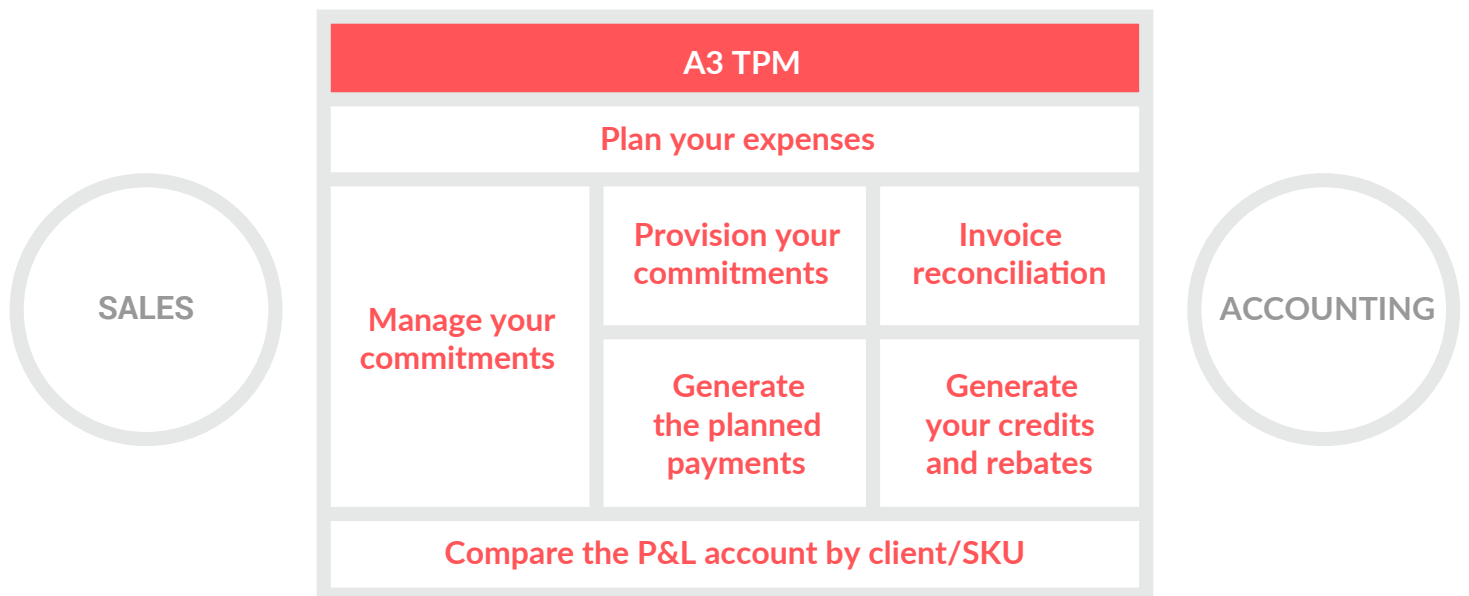 A3 TPM
Plan your expenses
SALES
Manage your
commitments
Provision your
commitments
Invoice
reconciliation
Generate
the planned
payments
Generate
your credits
and rebates
ACCOUNTING
Compare the P&L account by client/SKU